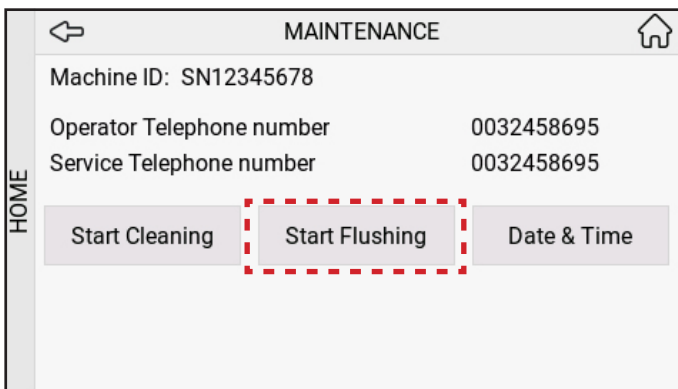 MAINTENANCE
Machine ID: SN12345678
Operator Telephone number 0032458695
Service Telephone number 0032458695
HOME
Start Cleaning Start Flushing Date & Time